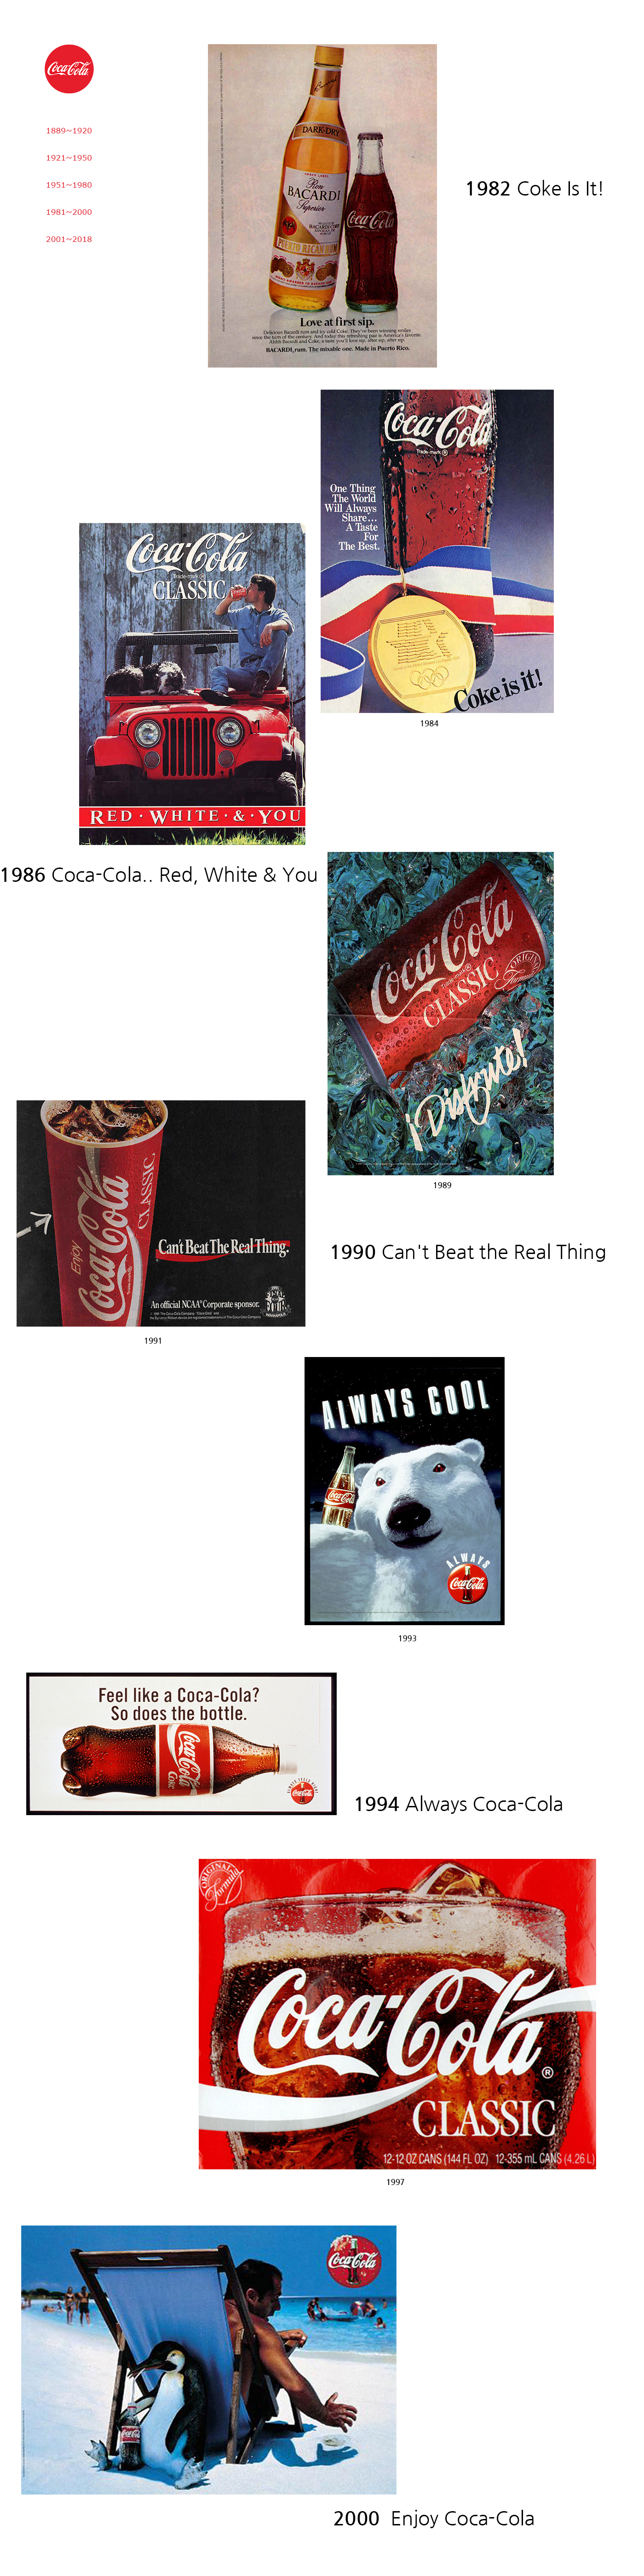 Coca-Cola
1889~1920
1921~1950
1951~1980
1981~2000
2001~2018
DARK-DRY
Ron
BACARDI
Superior
PUERTO RICAN RUM
Coca-Cola
Love at first sip.
Delicious Bacardi rum and icy cold Coke. They've been winning smiles
since the turn of the century. And today this refreshing pair is America's favorite.
Ahhh Bacardi and Coke, a taste you'll love sip, after sip, after sip.
BACARDI® rum. The mixable one. Made in Puerto Rico.
1982 Coke Is It!
Coca-Cola
Trade-mark ®
One Thing
The World
Will Always
Share...
A Taste
For
The Best.
Coke is it!
1984
Coca-Cola
Trade-mark ®
CLASSIC
RED · WHITE · & · YOU
1986 Coca-Cola.. Red, White & You
Coca-Cola
Trade-mark ®
CLASSIC
ORIGINAL
Formula
¡Disfrute!
1989
Enjoy
Coca-Cola
CLASSIC
Can't Beat The Real Thing.
An official NCAA® Corporate sponsor.
1991
1990 Can't Beat the Real Thing
ALWAYS COOL
Coca-Cola
ALWAYS
Coca-Cola
1993
Feel like a Coca-Cola?
So does the bottle.
Coca-Cola
Coke
Coca-Cola
1994 Always Coca-Cola
ORIGINAL
Formula
Coca-Cola
®
CLASSIC
12-12 OZ CANS (144 FL OZ) 12-355 mL CANS (4.26 L)
1997
Coca-Cola
Coca-Cola
2000 Enjoy Coca-Cola